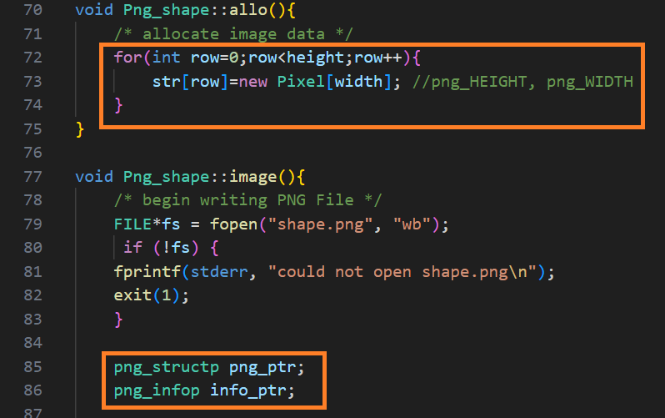 70 void Png_shape::allo(){
71 /* allocate image data */
72 for(int row=0;row<height;row++){
73 str[row]=new Pixel[width]; //png_HEIGHT, png_WIDTH
74 }
75 }
76
77 void Png_shape::image(){
78 /* begin writing PNG File */
79 FILE*fs = fopen("shape.png", "wb");
80 if (!fs) {
81 fprintf(stderr, "could not open shape.png\n");
82 exit(1);
83 }
84
85 png_structp png_ptr;
86 png_infop info_ptr;
87